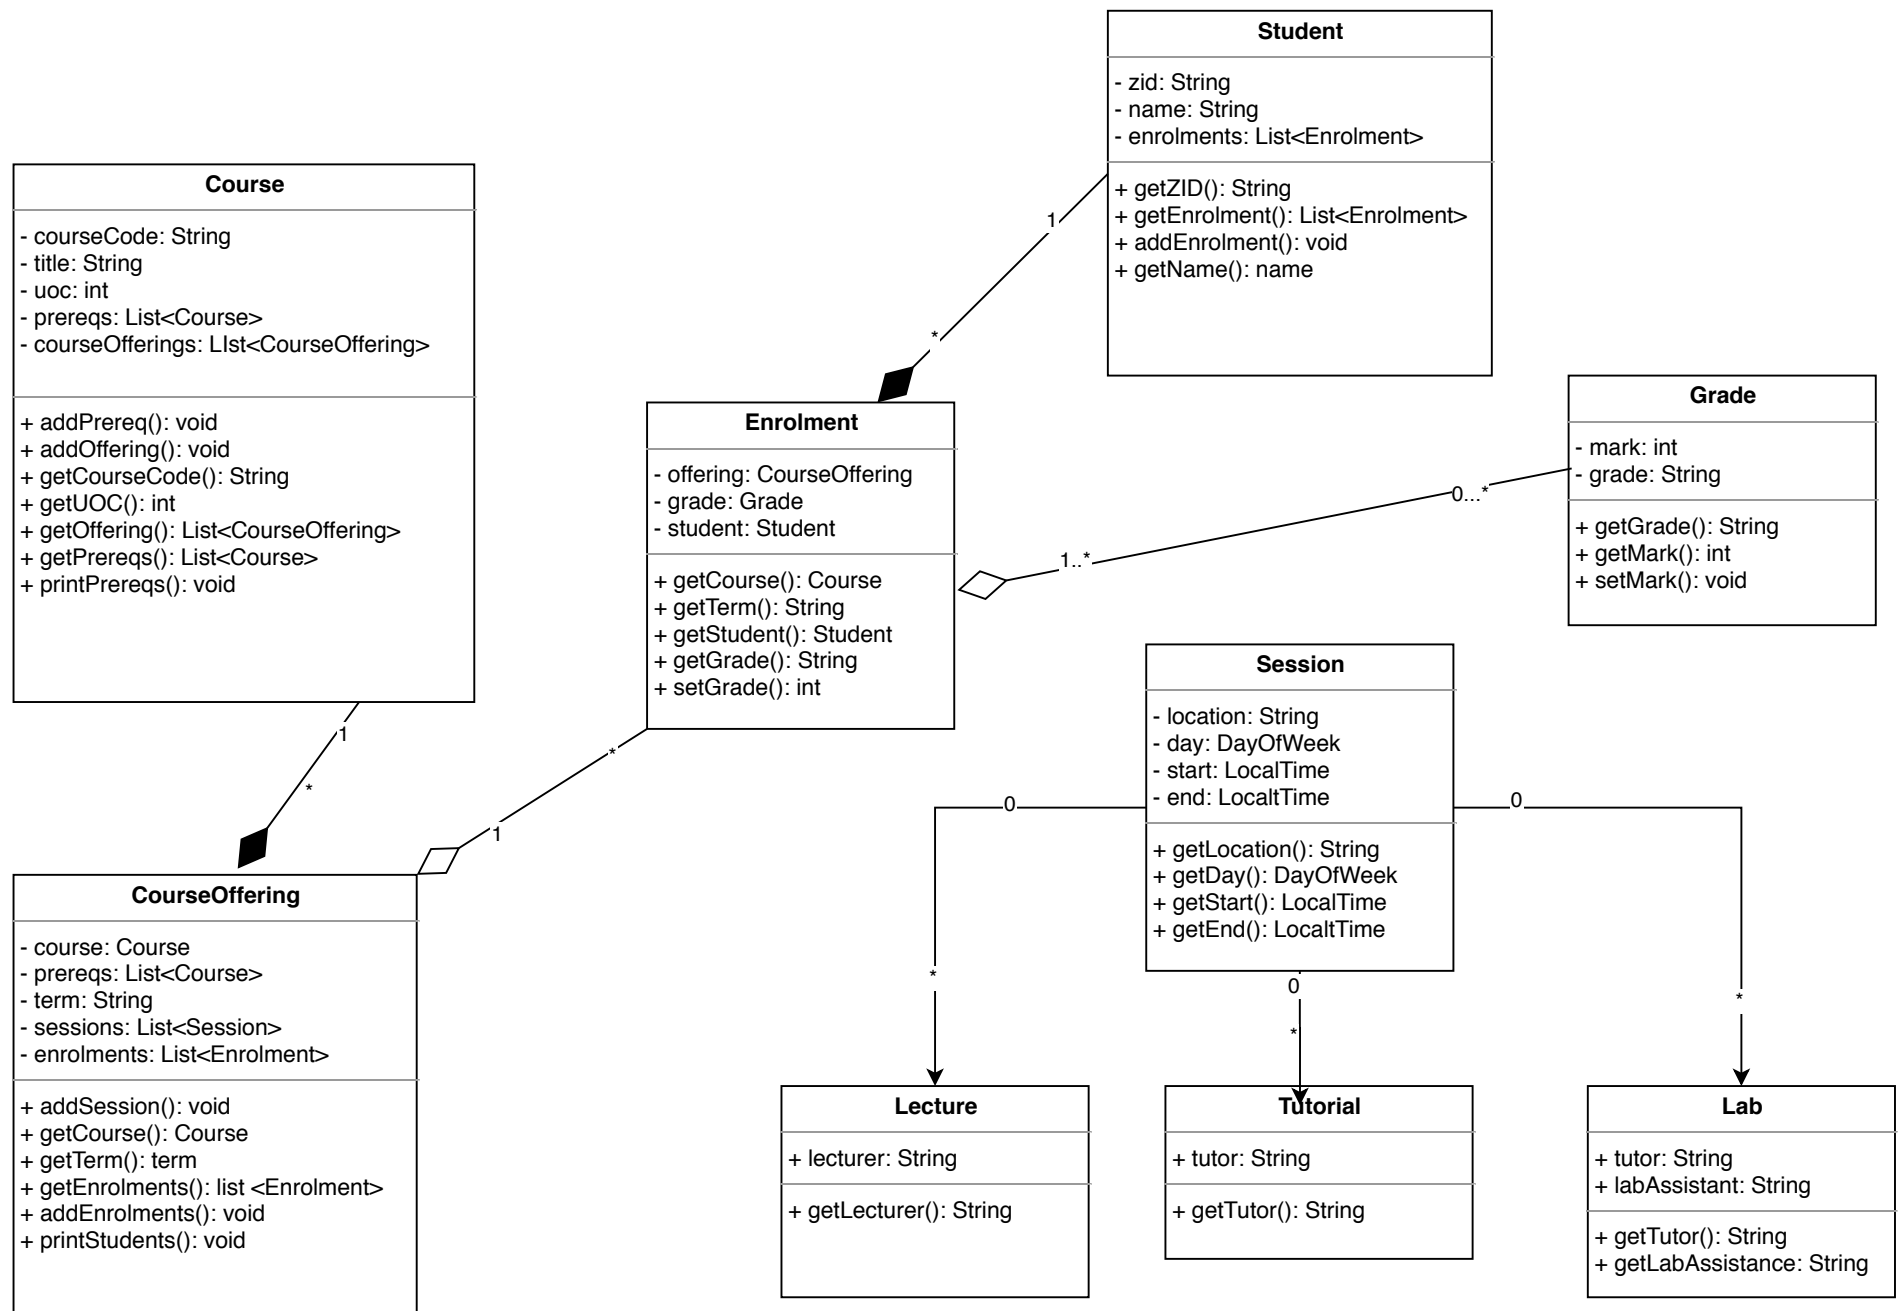 Student
- zid: String
- name: String
- enrolments: List<Enrolment>
+ getZID(): String
+ getEnrolment(): List<Enrolment>
+ addEnrolment(): void
+ getName(): name
Course
- courseCode: String
- title: String
- uoc: int
- prereqs: List<Course>
- courseOfferings: LIst<CourseOffering>
+ addPrereq(): void
+ addOffering(): void
+ getCourseCode(): String
+ getUOC(): int
+ getOffering(): List<CourseOffering>
+ getPrereqs(): List<Course>
+ printPrereqs(): void
1
*
Enrolment
- offering: CourseOffering
- grade: Grade
- student: Student
+ getCourse(): Course
+ getTerm(): String
+ getStudent(): Student
+ getGrade(): String
+ setGrade(): int
Grade
- mark: int
- grade: String
+ getGrade(): String
+ getMark(): int
+ setMark(): void
0...*
1..*
1
*
*
1
Session
- location: String
- day: DayOfWeek
- start: LocalTime
- end: LocaltTime
+ getLocation(): String
+ getDay(): DayOfWeek
+ getStart(): LocalTime
+ getEnd(): LocaltTime
0
0
0
*
*
*
CourseOffering
- course: Course
- prereqs: List<Course>
- term: String
- sessions: List<Session>
- enrolments: List<Enrolment>
+ addSession(): void
+ getCourse(): Course
+ getTerm(): term
+ getEnrolments(): list <Enrolment>
+ addEnrolments(): void
+ printStudents(): void
Lecture
+ lecturer: String
+ getLecturer(): String
Tutorial
+ tutor: String
+ getTutor(): String
Lab
+ tutor: String
+ labAssistant: String
+ getTutor(): String
+ getLabAssistance: String